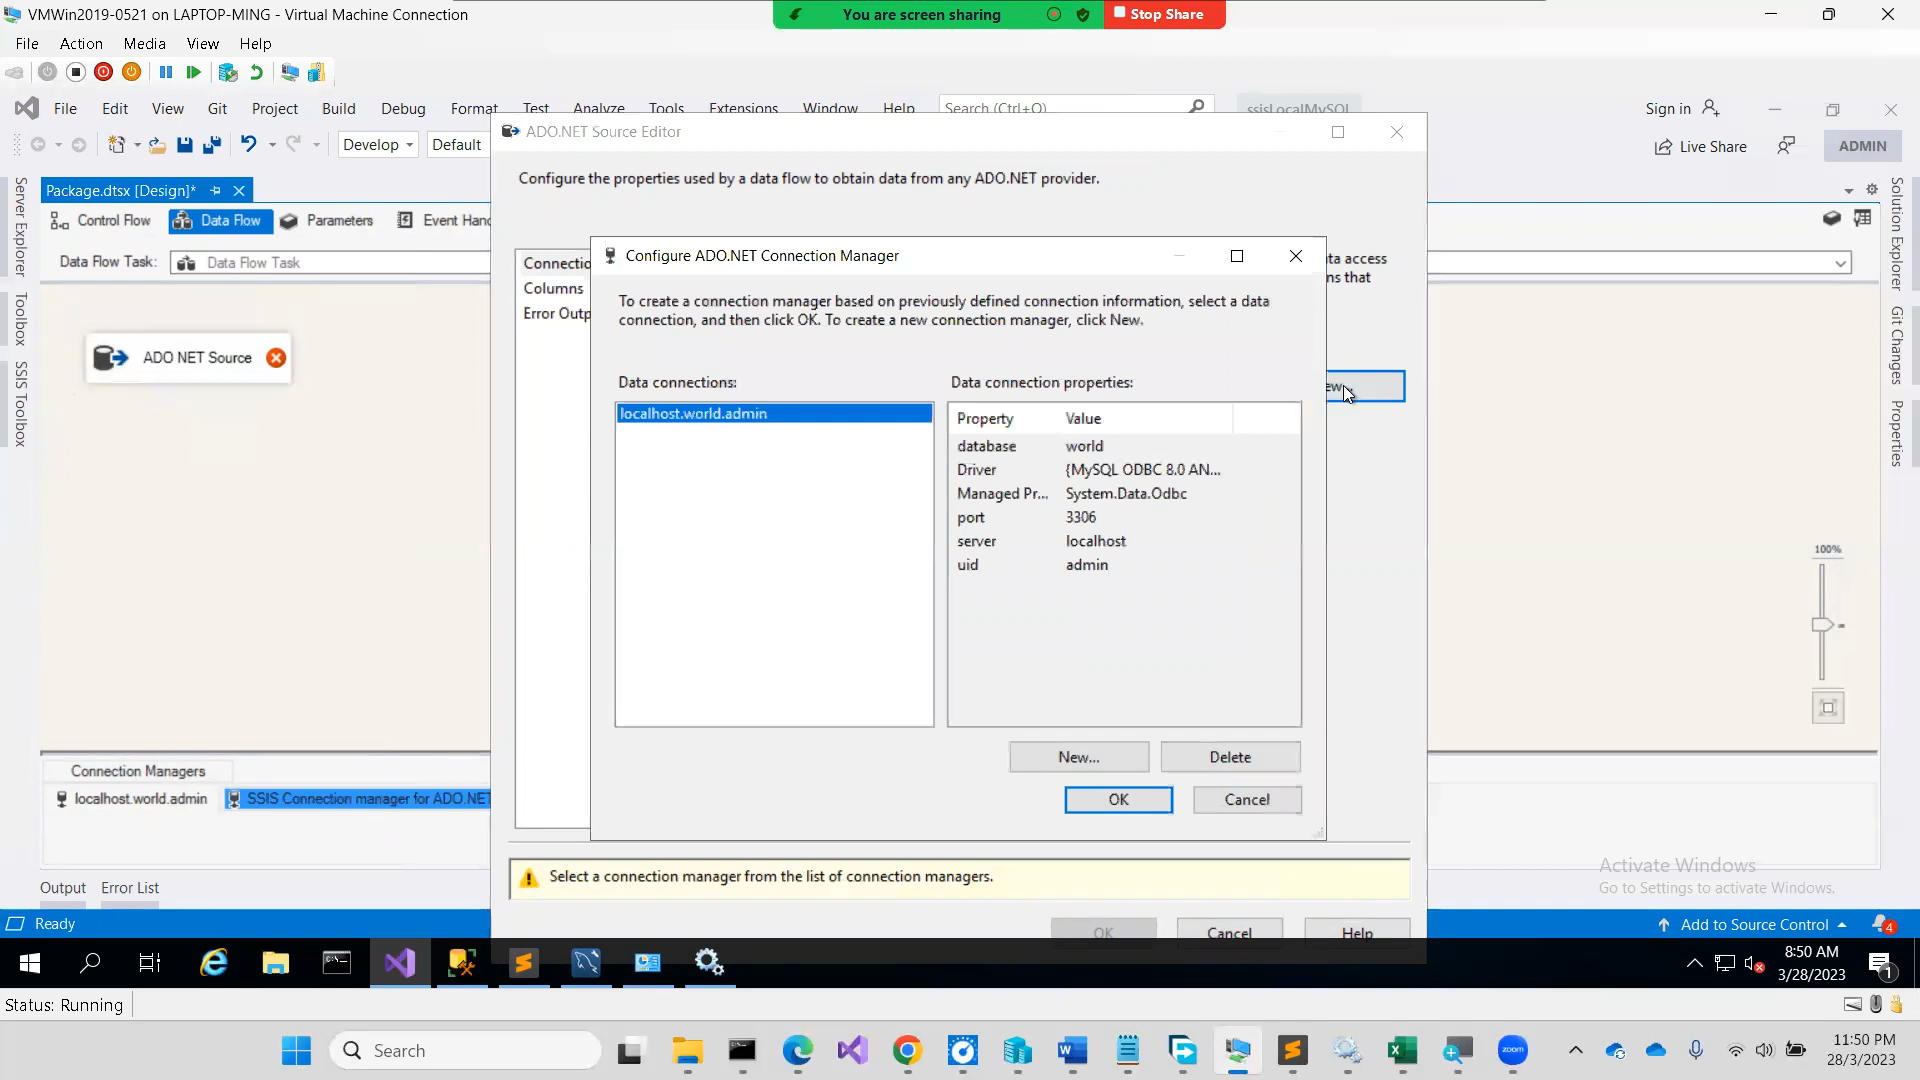 VMWin2019-0521 on LAPTOP-MING - Virtual Machine Connection
You are screen sharing
Stop Share
File Action Media View Help
File Edit View Git Project Build Debug Format Test Analyze Tools Extensions Window Help
Search (Ctrl+Q)
ssisLocalMySQL
Sign in
Develop
Default
Live Share
ADMIN
ADO.NET Source Editor
Configure the properties used by a data flow to obtain data from any ADO.NET provider.
Package.dtsx [Design]*
Control Flow
Data Flow
Parameters
Event Hand
Data Flow Task:
Data Flow Task
Server Explorer
Toolbox
SSIS Toolbox
Solution Explorer
Git Changes
Properties
Connectio
Columns
Error Outp
ta access
ns that
ew...
Configure ADO.NET Connection Manager
To create a connection manager based on previously defined connection information, select a data
connection, and then click OK. To create a new connection manager, click New.
Data connections:
Data connection properties:
localhost.world.admin
Property Value
database world
Driver {MySQL ODBC 8.0 AN...
Managed Pr... System.Data.Odbc
port 3306
server localhost
uid admin
New...
Delete
OK
Cancel
ADO NET Source
100%
Connection Managers
localhost.world.admin
SSIS Connection manager for ADO.NET
Select a connection manager from the list of connection managers.
Activate Windows
Go to Settings to activate Windows.
Output Error List
OK
Cancel
Help
Ready
Add to Source Control
4
8:50 AM
3/28/2023
1
Status: Running
Search
zoom
11:50 PM
28/3/2023